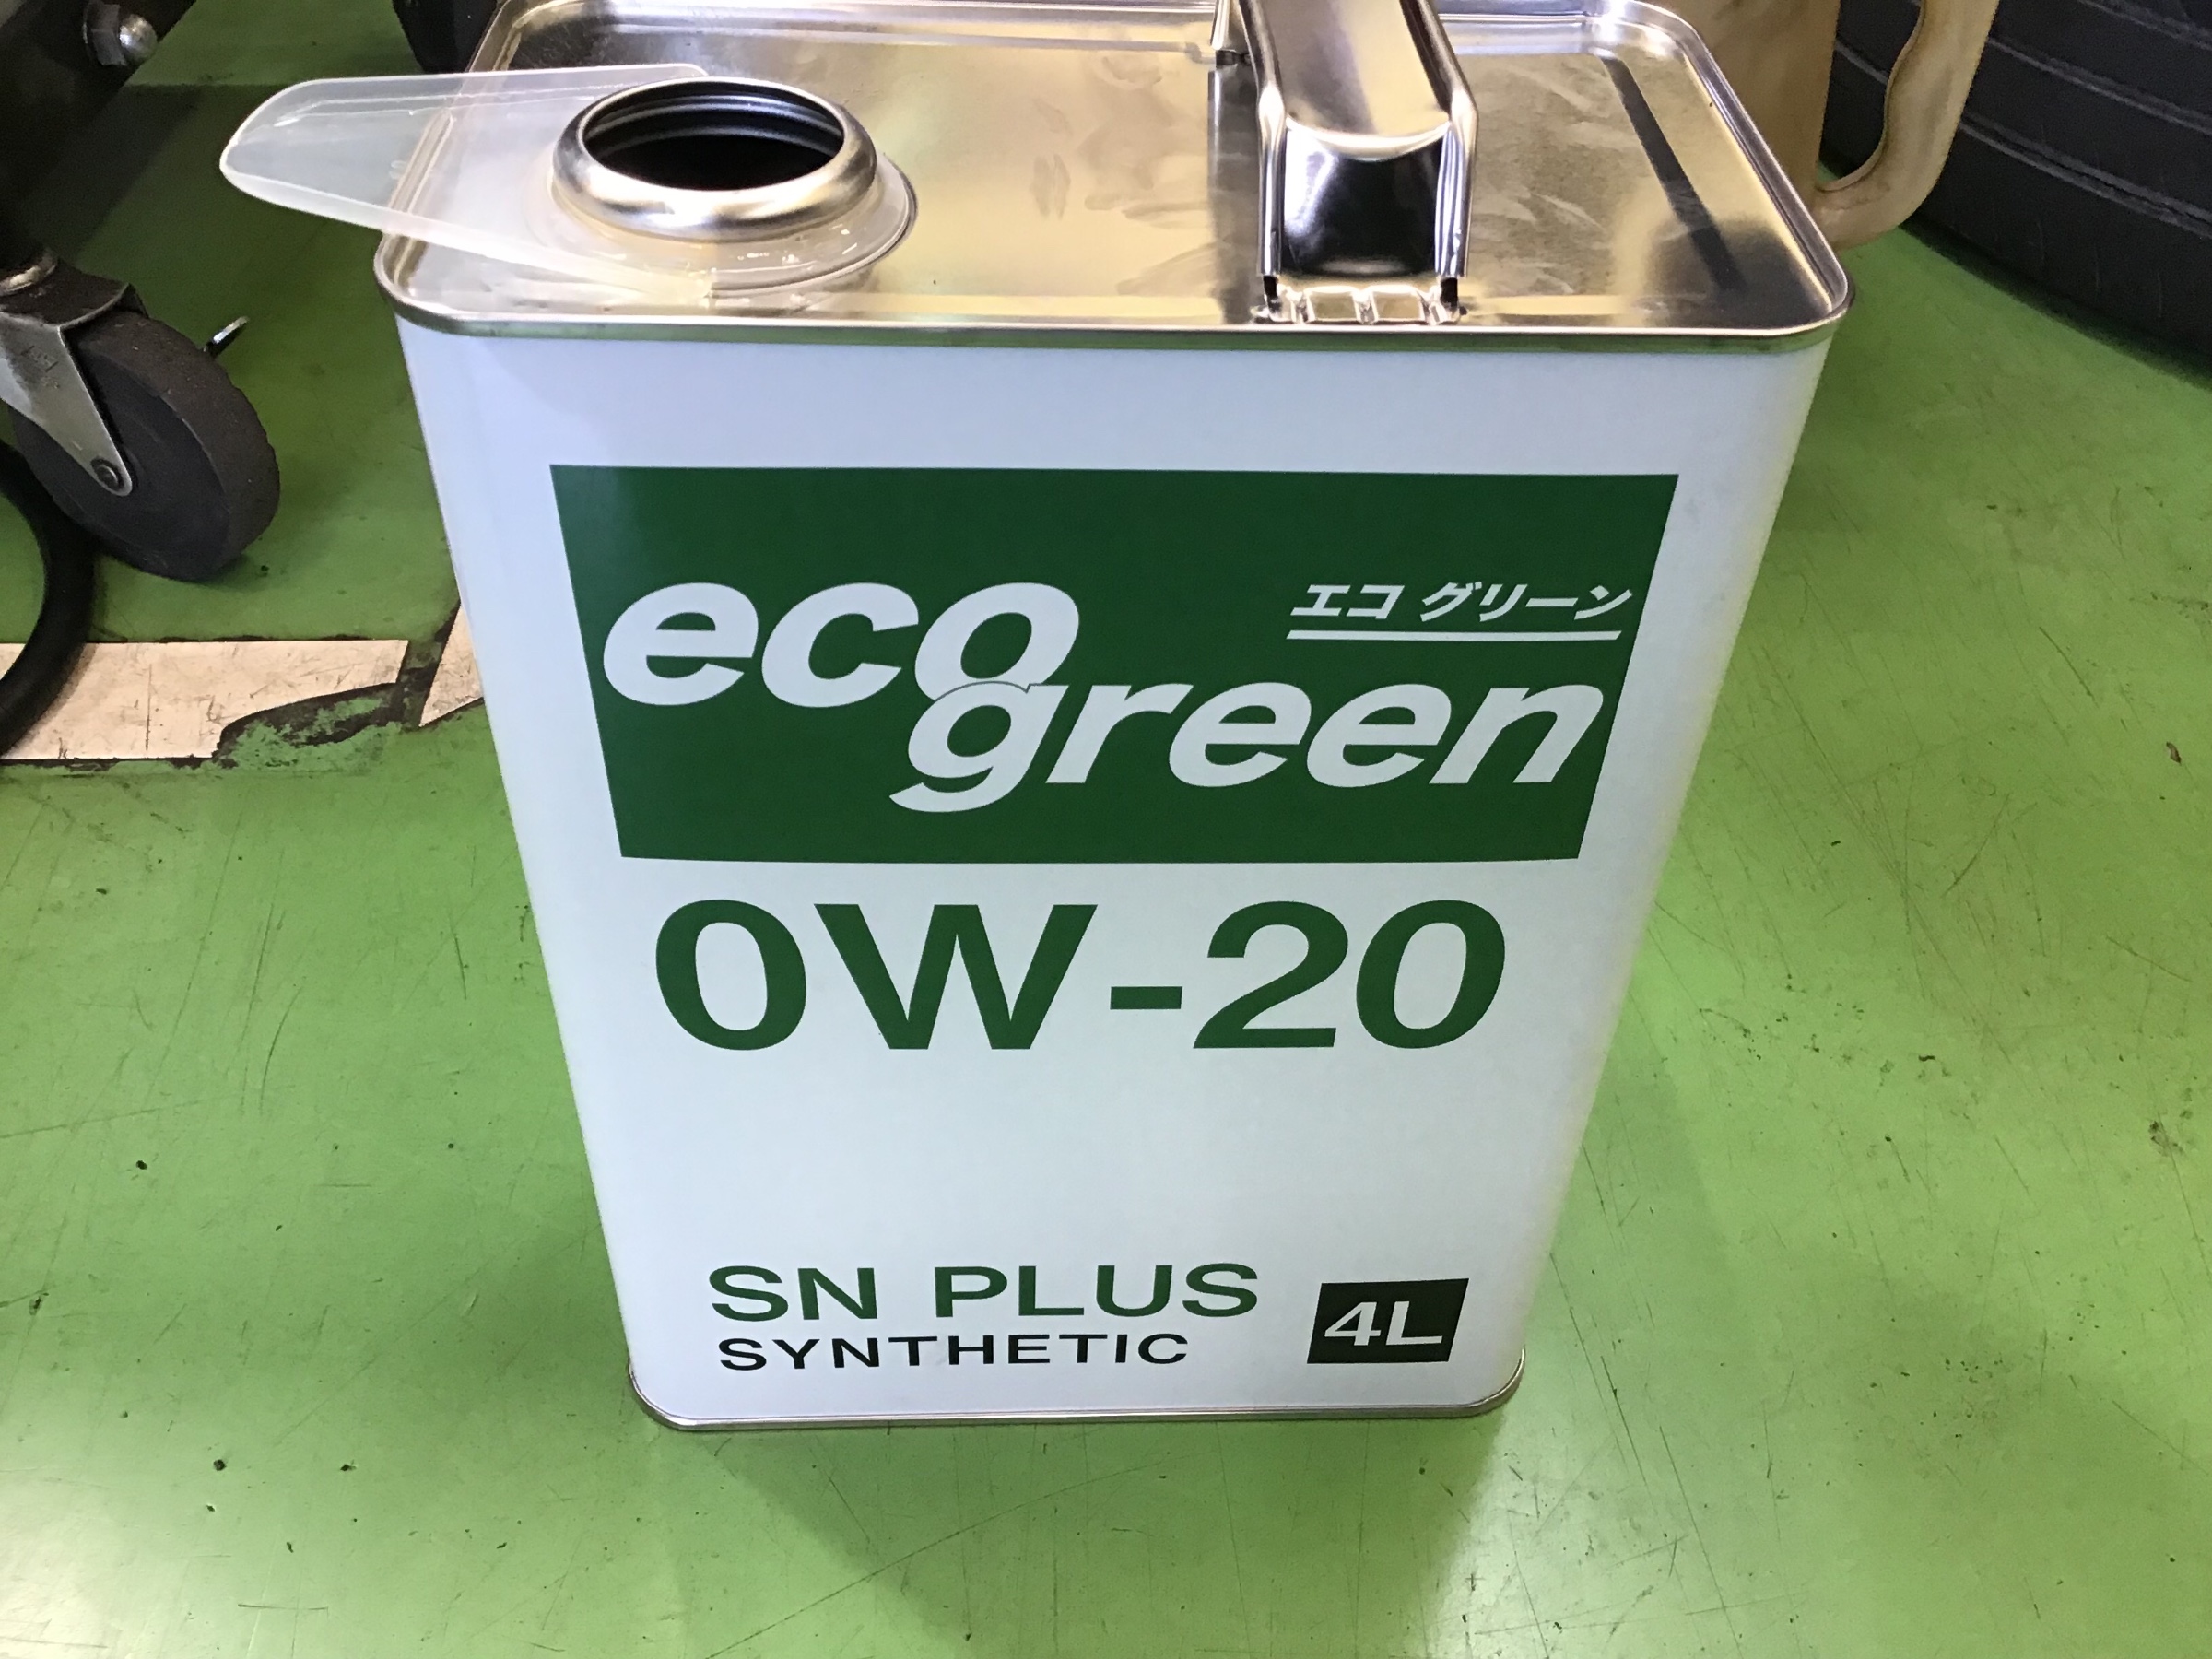 eco
エコ グリーン
green
0W-20
SN PLUS
SYNTHETIC
4L